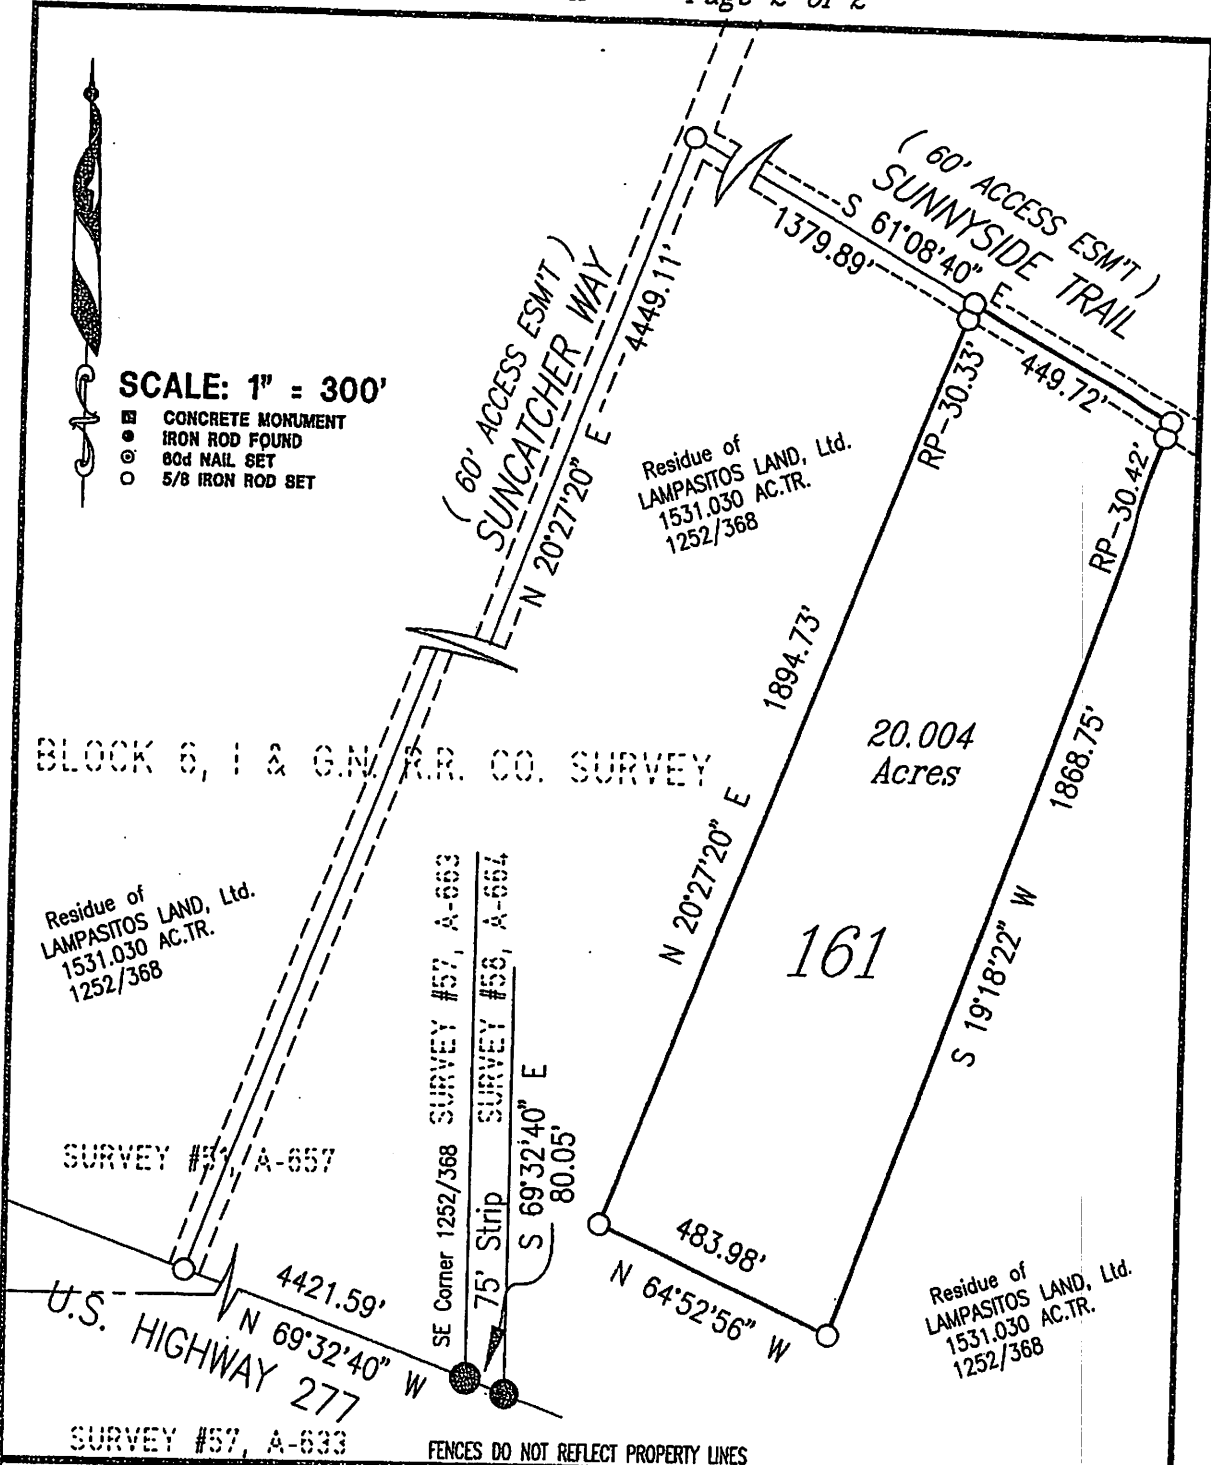 Page 2 of 2
( 60' ACCESS ESM'T )
SUNNYSIDE TRAIL
S 61°08'40" E
1379.89'
449.72'
( 60' ACCESS ESM'T )
SUNCATCHER WAY
N 20°27'20" E
4449.11'
SCALE: 1" = 300'
CONCRETE MONUMENT
IRON ROD FOUND
60d NAIL SET
5/8 IRON ROD SET
RP-30.33'
RP-30.42'
Residue of
LAMPASITOS LAND, Ltd.
1531.030 AC.TR.
1252/368
1894.73'
N 20°27'20" E
20.004
Acres
161
1868.75'
S 19°18'22" W
BLOCK 6, I & G.N. R.R. CO. SURVEY
Residue of
LAMPASITOS LAND, Ltd.
1531.030 AC.TR.
1252/368
SURVEY #57, A-663
SURVEY #58, A-664
SE Corner 1252/368
75' Strip
S 69°32'40" E
80.05'
SURVEY #51, A-657
483.98'
N 64°52'56" W
Residue of
LAMPASITOS LAND, Ltd.
1531.030 AC.TR.
1252/368
4421.59'
N 69°32'40" W
U.S. HIGHWAY 277
SURVEY #57, A-633
FENCES DO NOT REFLECT PROPERTY LINES